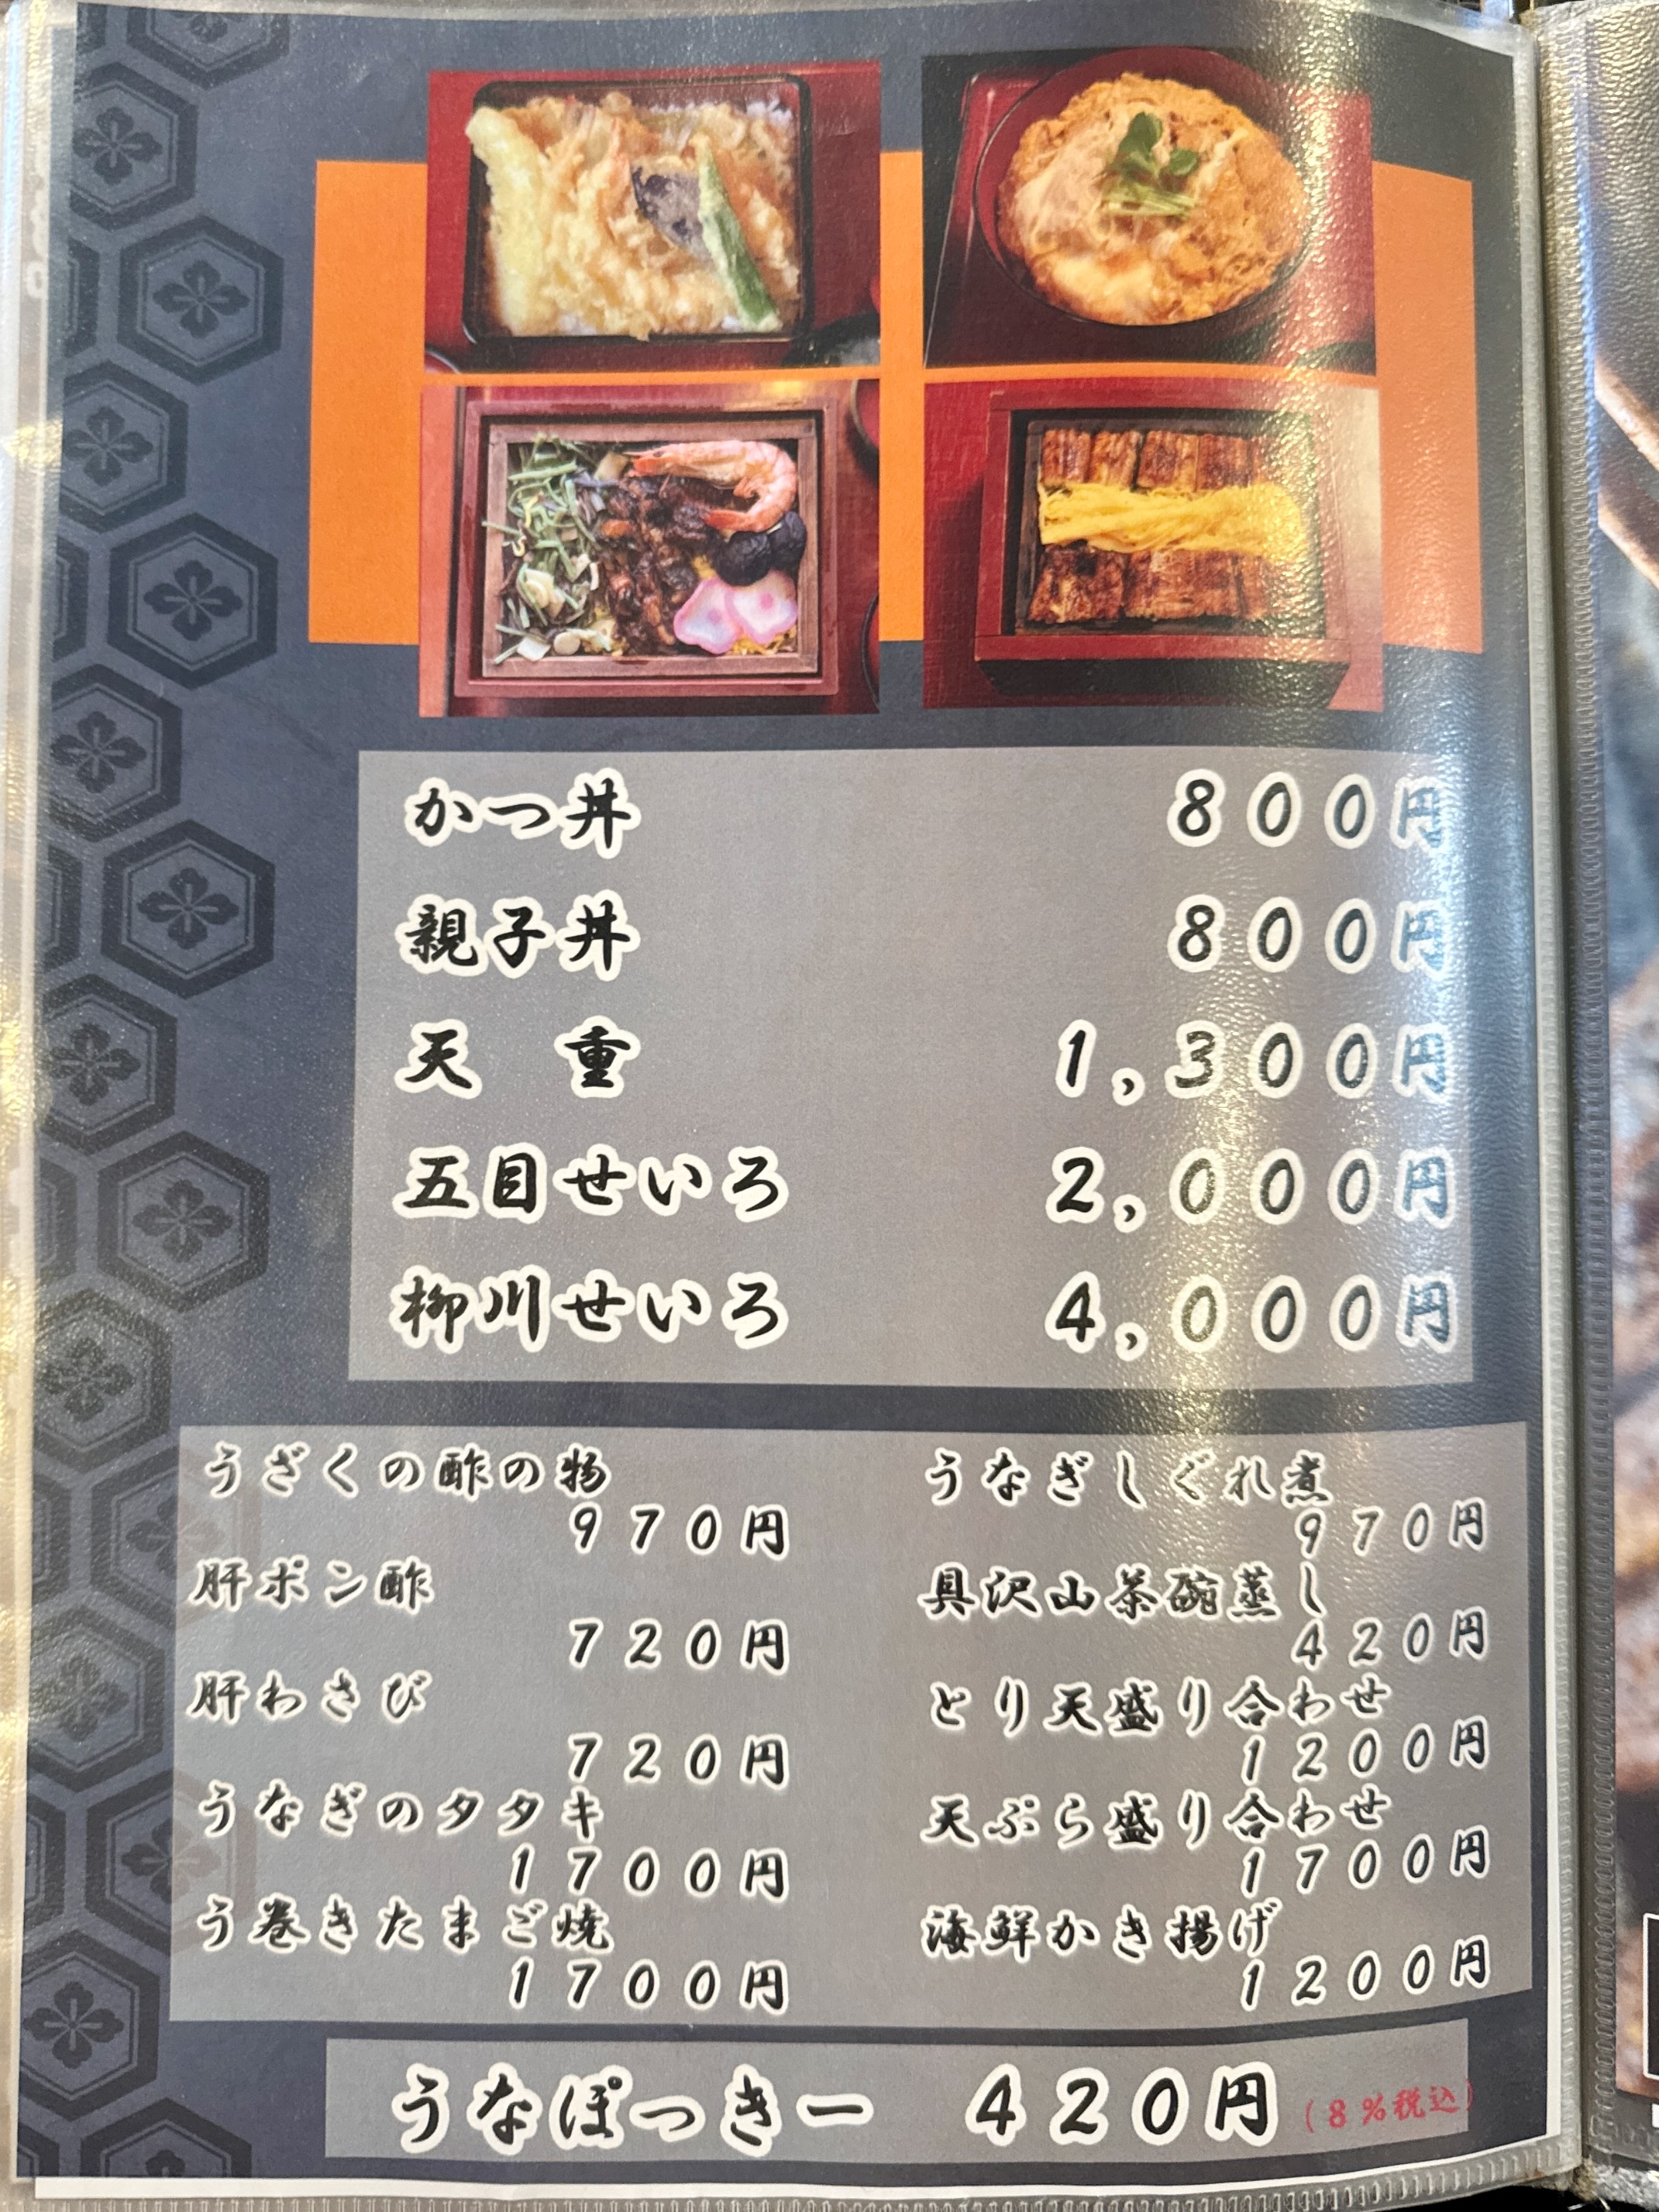 かつ丼 800円
親子丼 800円
天 重 1,300円
五目せいろ 2,000円
柳川せいろ 4,000円
うざくの酢の物
970円
肝ポン酢
720円
肝わさび
720円
うなぎのタタキ
1700円
う巻きたまご焼
1700円
うなぎしぐれ煮
970円
具沢山茶碗蒸し
420円
とり天盛り合わせ
1200円
天ぷら盛り合わせ
1700円
海鮮かき揚げ
1200円
うなぽっきー 420円(8%税込)